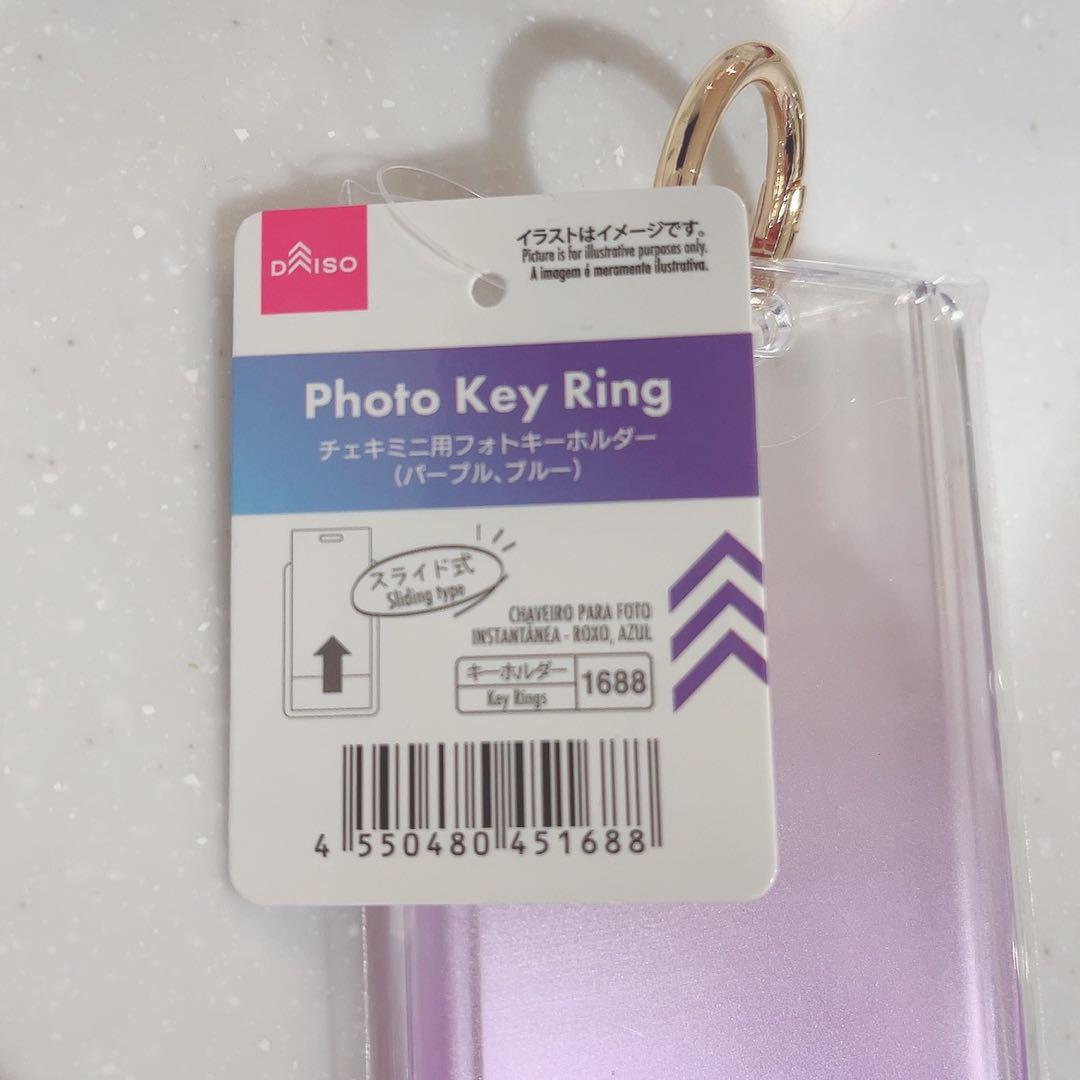 DAISO
イラストはイメージです。
Picture is for illustrative purposes only.
A imagem é meramente ilustrativa.
Photo Key Ring
チェキミニ用フォトキーホルダー
(パープル、ブルー)
スライド式
Sliding type
CHAVEIRO PARA FOTO
INSTANTÂNEA - ROXO, AZUL
キーホルダー
Key Rings
1688
4 550480 451688